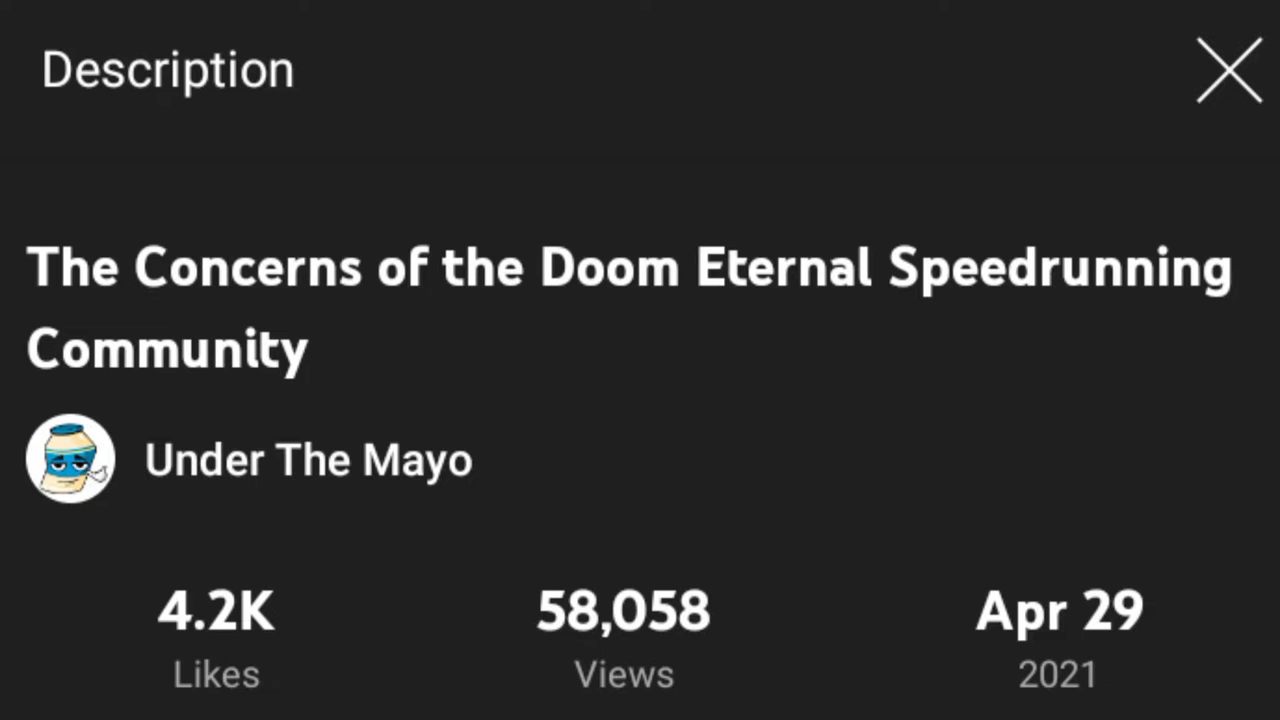 Description
The Concerns of the Doom Eternal Speedrunning
Community
Under The Mayo
4.2K 58,058 Apr 29
Likes Views 2021